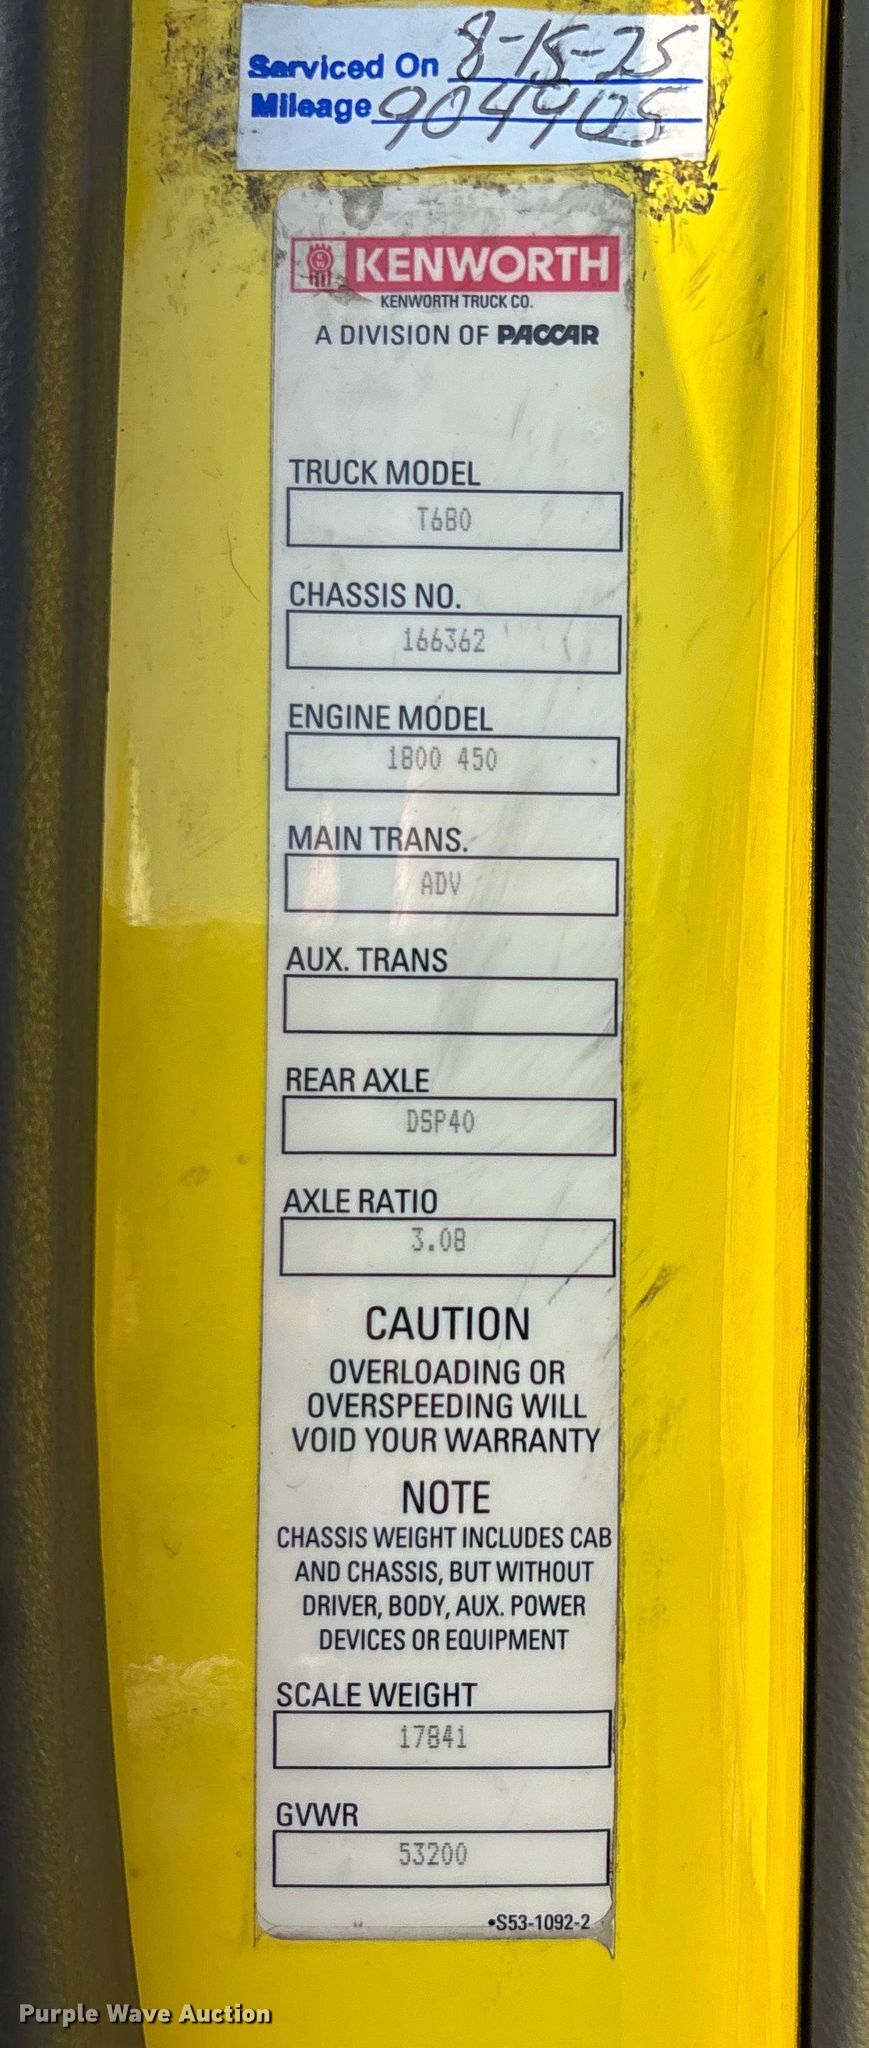 Serviced On 8-15-25
Mileage 904405
KENWORTH
KENWORTH TRUCK CO.
A DIVISION OF PACCAR
TRUCK MODEL
T680
CHASSIS NO.
166362
ENGINE MODEL
1800 450
MAIN TRANS.
ADV
AUX. TRANS
REAR AXLE
DSP40
AXLE RATIO
3.08
CAUTION
OVERLOADING OR
OVERSPEEDING WILL
VOID YOUR WARRANTY
NOTE
CHASSIS WEIGHT INCLUDES CAB
AND CHASSIS, BUT WITHOUT
DRIVER, BODY, AUX. POWER
DEVICES OR EQUIPMENT
SCALE WEIGHT
17841
GVWR
53200
•S53-1092-2
Purple Wave Auction